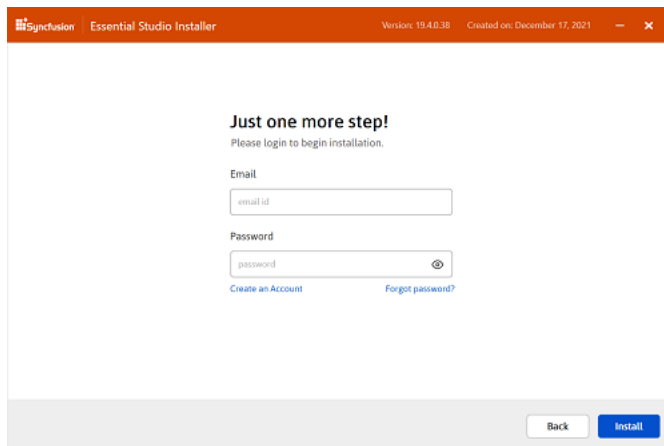 Syncfusion Essential Studio Installer Version: 19.4.0.38 Created on: December 17, 2021
Just one more step!
Please login to begin installation.
Email
email id
Password
password
Create an Account Forgot password?
Back Install